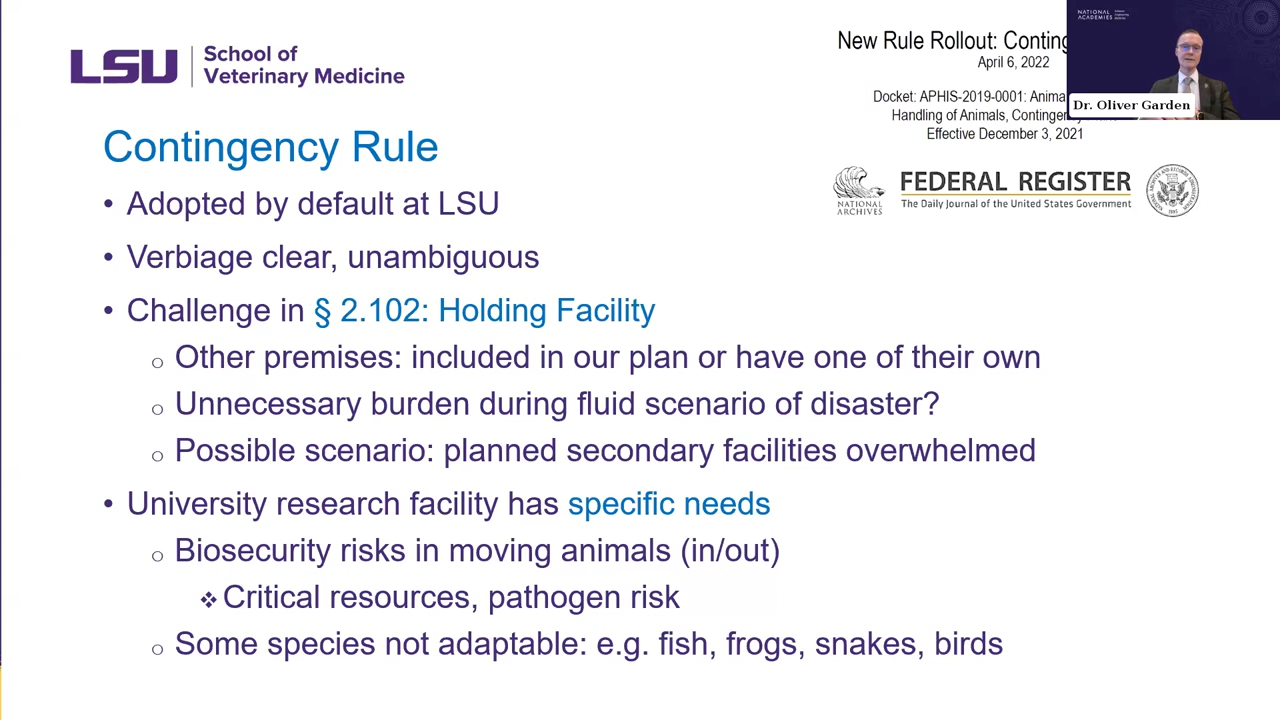 LSU School of Veterinary Medicine
New Rule Rollout: Conting
April 6, 2022
Docket: APHIS-2019-0001: Anima
Handling of Animals, Contingency
Effective December 3, 2021
NATIONAL ACADEMIES
Dr. Oliver Garden
NATIONAL ARCHIVES
FEDERAL REGISTER
The Daily Journal of the United States Government
Contingency Rule
• Adopted by default at LSU
• Verbiage clear, unambiguous
• Challenge in § 2.102: Holding Facility
o Other premises: included in our plan or have one of their own
o Unnecessary burden during fluid scenario of disaster?
o Possible scenario: planned secondary facilities overwhelmed
• University research facility has specific needs
o Biosecurity risks in moving animals (in/out)
❖ Critical resources, pathogen risk
o Some species not adaptable: e.g. fish, frogs, snakes, birds